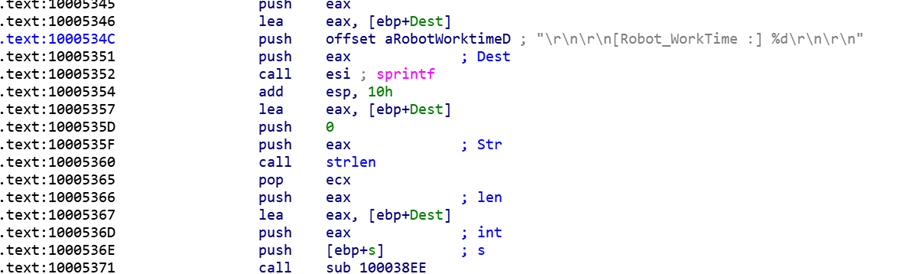 .text:10005345 push eax
.text:10005346 lea eax, [ebp+Dest]
.text:1000534C push offset aRobotWorktimeD ; "\r\n\r\n[Robot_WorkTime :] %d\r\n\r\n"
.text:10005351 push eax ; Dest
.text:10005352 call esi ; sprintf
.text:10005354 add esp, 10h
.text:10005357 lea eax, [ebp+Dest]
.text:1000535D push 0
.text:1000535F push eax ; Str
.text:10005360 call strlen
.text:10005365 pop ecx
.text:10005366 push eax ; len
.text:10005367 lea eax, [ebp+Dest]
.text:1000536D push eax ; int
.text:1000536E push [ebp+s] ; s
.text:10005371 call sub_100038EE